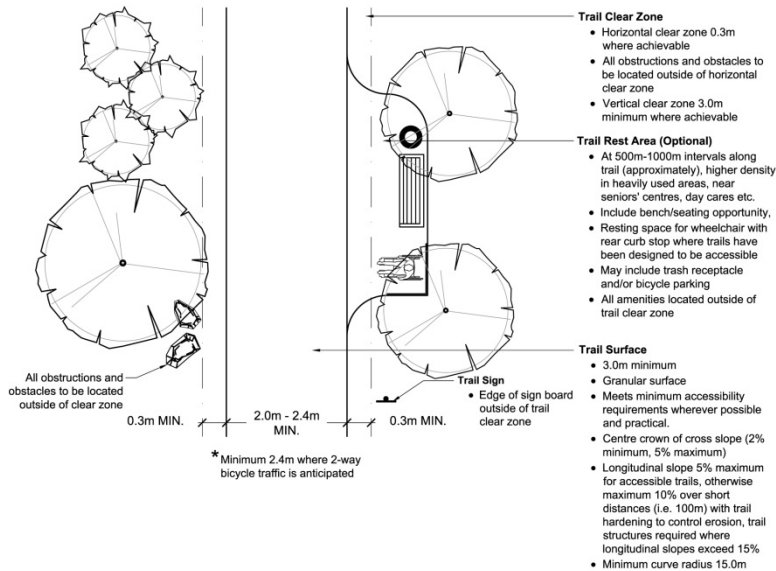 Trail Clear Zone
• Horizontal clear zone 0.3m
where achievable
• All obstructions and obstacles to
be located outside of horizontal
clear zone
• Vertical clear zone 3.0m
minimum where achievable
Trail Rest Area (Optional)
• At 500m-1000m intervals along
trail (approximately), higher density
in heavily used areas, near
seniors' centres, day cares etc.
• Include bench/seating opportunity,
• Resting space for wheelchair with
rear curb stop where trails have
been designed to be accessible
• May include trash receptacle
and/or bicycle parking
• All amenities located outside of
trail clear zone
Trail Surface
• 3.0m minimum
• Granular surface
• Meets minimum accessibility
requirements wherever possible
and practical.
• Centre crown of cross slope (2%
minimum, 5% maximum)
• Longitudinal slope 5% maximum
for accessible trails, otherwise
maximum 10% over short
distances (i.e. 100m) with trail
hardening to control erosion, trail
structures required where
longitudinal slopes exceed 15%
• Minimum curve radius 15.0m
All obstructions and
obstacles to be located
outside of clear zone
Trail Sign
• Edge of sign board
outside of trail
clear zone
0.3m MIN.
2.0m - 2.4m
MIN.
0.3m MIN.
* Minimum 2.4m where 2-way
bicycle traffic is anticipated